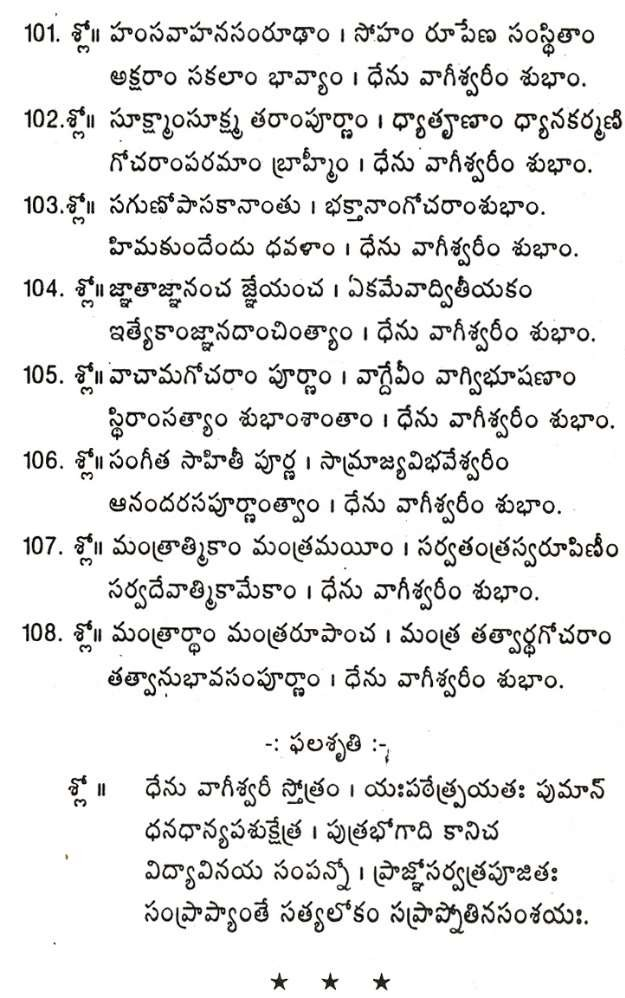 101. శ్లో॥ హంసవాహనసంరూఢాం । సోహం రూపేణ సంస్థితాం
అక్షరాం సకలాం భావ్యాం । ధేను వాగీశ్వరీం శుభాం.
102.శ్లో॥ సూక్ష్మాంసూక్ష్మ తరాంపూర్ణాం । ధ్యాతౄణాం ధ్యానకర్మణి
గోచరాంపరమాం బ్రాహ్మీం । ధేను వాగీశ్వరీం శుభాం.
103.శ్లో॥ సగుణోపాసకానాంతు । భక్తానాంగోచరాంశుభాం.
హిమకుందేందు ధవళాం । ధేను వాగీశ్వరీం శుభాం.
104. శ్లో॥ జ్ఞాతాజ్ఞానంచ జ్ఞేయంచ । ఏకమేవాద్వితీయకం
ఇత్యేకాంజ్ఞానదాంచింత్యాం । ధేను వాగీశ్వరీం శుభాం.
105. శ్లో॥ వాచామగోచరాం పూర్ణాం । వాగ్దేవీం వాగ్విభూషణాం
స్థిరాంసత్యాం శుభాంశాంతాం । ధేను వాగీశ్వరీం శుభాం.
106. శ్లో॥ సంగీత సాహితీ పూర్ణ । సామ్రాజ్యవిభవేశ్వరీం
ఆనందరసపూర్ణాంత్వాం । ధేను వాగీశ్వరీం శుభాం.
107. శ్లో॥ మంత్రాత్మికాం మంత్రమయీం । సర్వతంత్రస్వరూపిణీం
సర్వదేవాత్మికామేకాం । ధేను వాగీశ్వరీం శుభాం.
108. శ్లో॥ మంత్రార్థాం మంత్రరూపాంచ । మంత్ర తత్వార్థగోచరాం
తత్వానుభావసంపూర్ణాం । ధేను వాగీశ్వరీం శుభాం.
-: ఫలశృతి :-
శ్లో ॥ ధేను వాగీశ్వరీ స్తోత్రం । యఃపఠేత్ప్రయతః పుమాన్
ధనధాన్యపశుక్షేత్ర । పుత్రభోగాది కానిచ
విద్యావినయ సంపన్నో । ప్రాజ్ఞోసర్వత్రపూజితః
సంప్రాప్యాంతే సత్యలోకం సప్రాప్నోతినసంశయః.
★ ★ ★